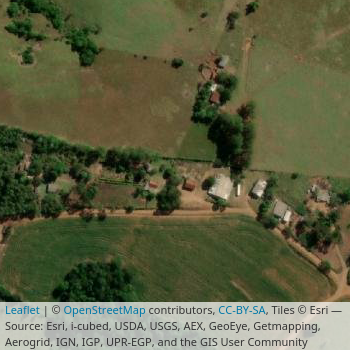 Leaflet | © OpenStreetMap contributors, CC-BY-SA, Tiles © Esri —
Source: Esri, i-cubed, USDA, USGS, AEX, GeoEye, Getmapping,
Aerogrid, IGN, IGP, UPR-EGP, and the GIS User Community